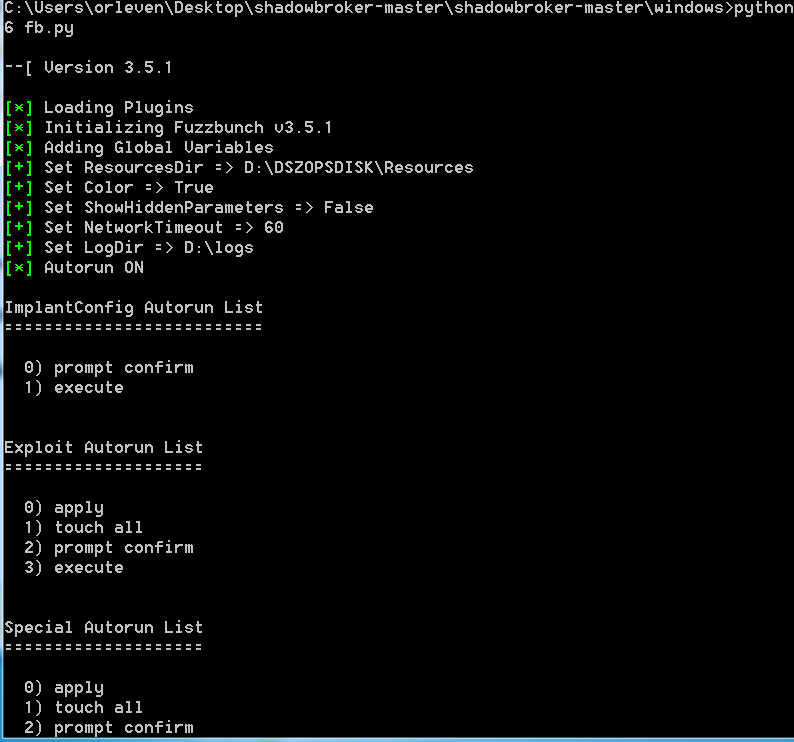 C:\Users\orleven\Desktop\shadowbroker-master\shadowbroker-master\windows>python
6 fb.py
--[ Version 3.5.1
[*] Loading Plugins
[*] Initializing Fuzzbunch v3.5.1
[*] Adding Global Variables
[+] Set ResourcesDir => D:\DSZOPSDISK\Resources
[+] Set Color => True
[+] Set ShowHiddenParameters => False
[+] Set NetworkTimeout => 60
[+] Set LogDir => D:\logs
[*] Autorun ON
ImplantConfig Autorun List
==========================
0) prompt confirm
1) execute
Exploit Autorun List
====================
0) apply
1) touch all
2) prompt confirm
3) execute
Special Autorun List
====================
0) apply
1) touch all
2) prompt confirm